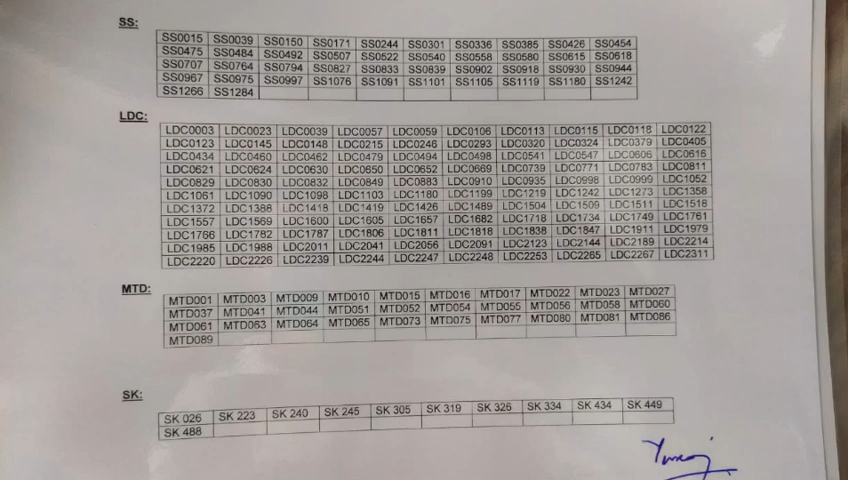 SS:
SS0015 SS0039 SS0150 SS0171 SS0244 SS0301 SS0336 SS0385 SS0426 SS0454
SS0475 SS0484 SS0492 SS0507 SS0522 SS0540 SS0558 SS0580 SS0615 SS0618
SS0707 SS0764 SS0794 SS0827 SS0833 SS0839 SS0902 SS0918 SS0930 SS0944
SS0967 SS0975 SS0997 SS1076 SS1091 SS1101 SS1105 SS1119 SS1180 SS1242
SS1266 SS1284
LDC:
LDC0003 LDC0023 LDC0039 LDC0057 LDC0059 LDC0106 LDC0113 LDC0115 LDC0118 LDC0122
LDC0123 LDC0145 LDC0148 LDC0215 LDC0246 LDC0293 LDC0320 LDC0324 LDC0379 LDC0405
LDC0434 LDC0460 LDC0462 LDC0479 LDC0494 LDC0498 LDC0541 LDC0547 LDC0606 LDC0616
LDC0621 LDC0624 LDC0630 LDC0650 LDC0652 LDC0669 LDC0739 LDC0771 LDC0783 LDC0811
LDC0829 LDC0830 LDC0832 LDC0849 LDC0883 LDC0910 LDC0935 LDC0998 LDC0999 LDC1052
LDC1061 LDC1090 LDC1098 LDC1103 LDC1180 LDC1199 LDC1219 LDC1242 LDC1273 LDC1358
LDC1372 LDC1388 LDC1418 LDC1419 LDC1426 LDC1489 LDC1504 LDC1509 LDC1511 LDC1518
LDC1557 LDC1569 LDC1600 LDC1605 LDC1657 LDC1682 LDC1718 LDC1734 LDC1749 LDC1761
LDC1766 LDC1782 LDC1787 LDC1806 LDC1811 LDC1818 LDC1838 LDC1847 LDC1911 LDC1979
LDC1985 LDC1988 LDC2011 LDC2041 LDC2056 LDC2091 LDC2123 LDC2144 LDC2189 LDC2214
LDC2220 LDC2226 LDC2239 LDC2244 LDC2247 LDC2248 LDC2253 LDC2265 LDC2267 LDC2311
MTD:
MTD001 MTD003 MTD009 MTD010 MTD015 MTD016 MTD017 MTD022 MTD023 MTD027
MTD037 MTD041 MTD044 MTD051 MTD052 MTD054 MTD055 MTD056 MTD058 MTD060
MTD061 MTD063 MTD064 MTD065 MTD073 MTD075 MTD077 MTD080 MTD081 MTD086
MTD089
SK:
SK 026 SK 223 SK 240 SK 245 SK 305 SK 319 SK 326 SK 334 SK 434 SK 449
SK 488